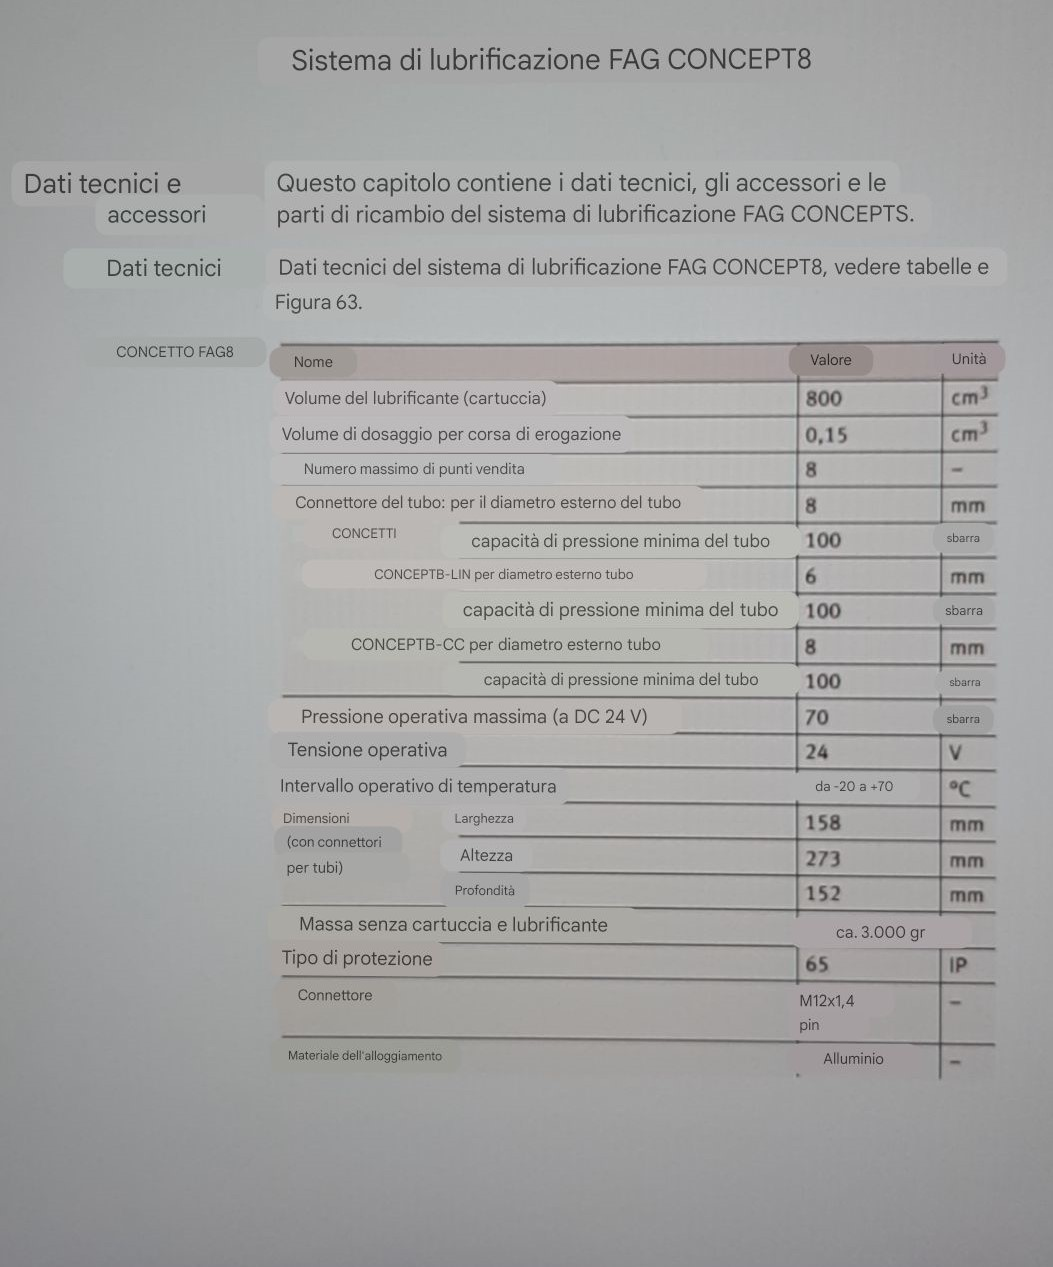 Sistema di lubrificazione FAG CONCEPT8
Dati tecnici e
accessori
Questo capitolo contiene i dati tecnici, gli accessori e le
parti di ricambio del sistema di lubrificazione FAG CONCEPTS.
Dati tecnici
Dati tecnici del sistema di lubrificazione FAG CONCEPT8, vedere tabelle e
Figura 63.
CONCETTO FAG8
Nome Valore Unità
Volume del lubrificante (cartuccia) 800 cm³
Volume di dosaggio per corsa di erogazione 0,15 cm³
Numero massimo di punti vendita 8 –
Connettore del tubo: per il diametro esterno del tubo 8 mm
CONCETTI capacità di pressione minima del tubo 100 sbarra
CONCEPTB-LIN per diametro esterno tubo 6 mm
capacità di pressione minima del tubo 100 sbarra
CONCEPTB-CC per diametro esterno tubo 8 mm
capacità di pressione minima del tubo 100 sbarra
Pressione operativa massima (a DC 24 V) 70 sbarra
Tensione operativa 24 V
Intervallo operativo di temperatura da -20 a +70 °C
Dimensioni Larghezza 158 mm
(con connettori
per tubi) Altezza 273 mm
Profondità 152 mm
Massa senza cartuccia e lubrificante ca. 3.000 gr
Tipo di protezione 65 IP
Connettore M12x1,4 –
pin
Materiale dell'alloggiamento Alluminio –